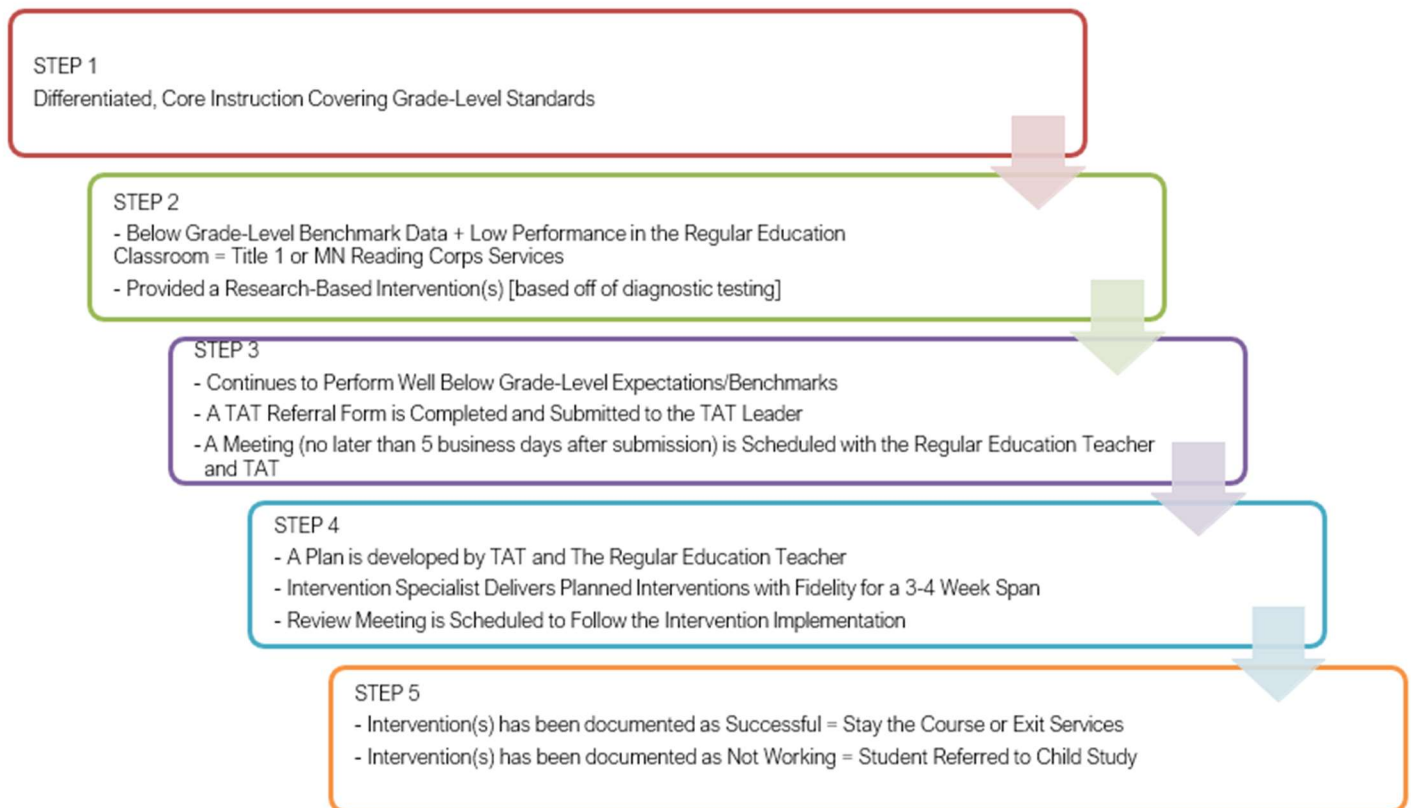 STEP 1
Differentiated, Core Instruction Covering Grade-Level Standards
STEP 2
- Below Grade-Level Benchmark Data + Low Performance in the Regular Education
Classroom = Title 1 or MN Reading Corps Services
- Provided a Research-Based Intervention(s) [based off of diagnostic testing]
STEP 3
- Continues to Perform Well Below Grade-Level Expectations/Benchmarks
- A TAT Referral Form is Completed and Submitted to the TAT Leader
- A Meeting (no later than 5 business days after submission) is Scheduled with the Regular Education Teacher
and TAT
STEP 4
- A Plan is developed by TAT and The Regular Education Teacher
- Intervention Specialist Delivers Planned Interventions with Fidelity for a 3-4 Week Span
- Review Meeting is Scheduled to Follow the Intervention Implementation
STEP 5
- Intervention(s) has been documented as Successful = Stay the Course or Exit Services
- Intervention(s) has been documented as Not Working = Student Referred to Child Study